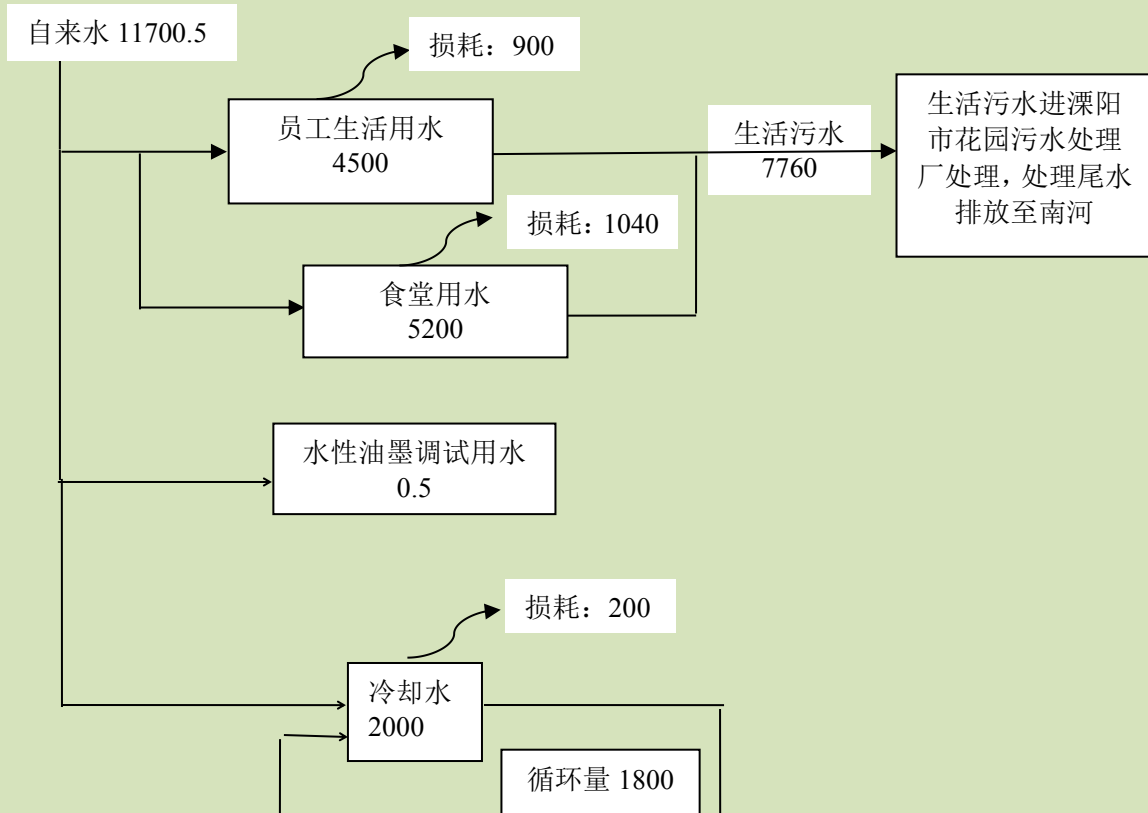 自来水 11700.5
损耗：900
员工生活用水
4500
生活污水
7760
生活污水进溧阳
市花园污水处理
厂处理，处理尾水
排放至南河
损耗：1040
食堂用水
5200
水性油墨调试用水
0.5
损耗：200
冷却水
2000
循环量 1800